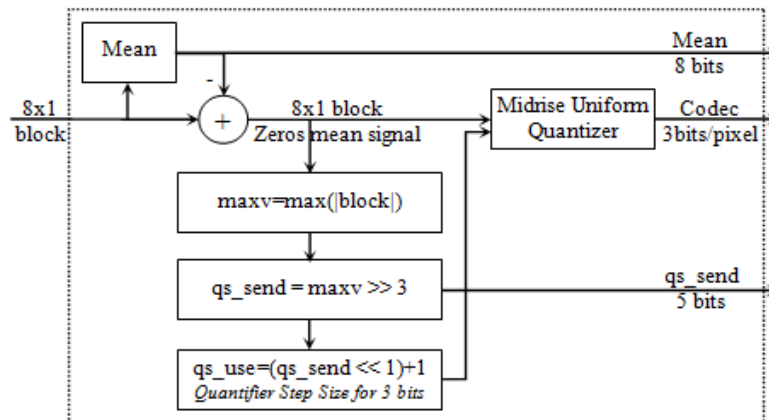 Mean
Mean
8 bits
-
8x1
block
+
8x1 block
Zeros mean signal
Midrise Uniform
Quantizer
Codec
3bits/pixel
maxv=max(|block|)
qs_send = maxv >> 3
qs_send
5 bits
qs_use=(qs_send << 1)+1
Quantifier Step Size for 3 bits